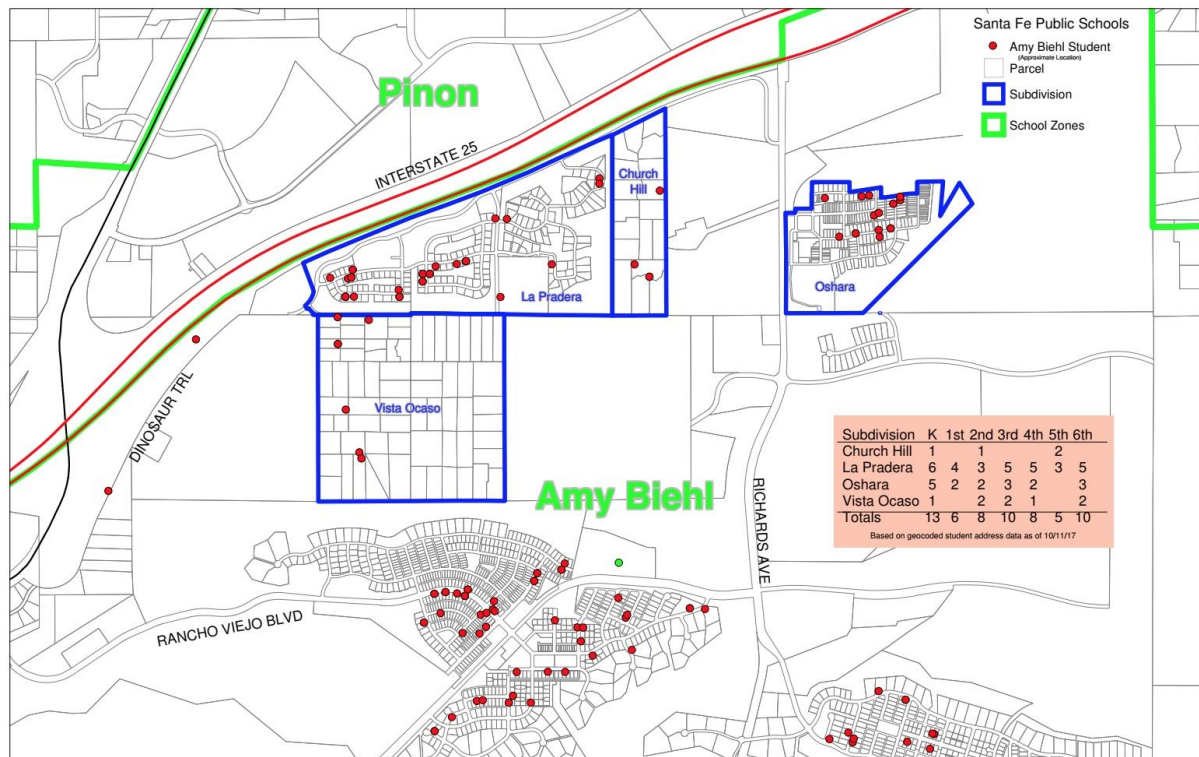 Santa Fe Public Schools
Amy Biehl Student
(Approximate Location)
Parcel
Subdivision
School Zones
Pinon
INTERSTATE 25
Church
Hill
La Pradera
Oshara
DINOSAUR TRL
Vista Ocaso
Amy Biehl
RICHARDS AVE
RANCHO VIEJO BLVD
Subdivision K 1st 2nd 3rd 4th 5th 6th
Church Hill 1 1 2
La Pradera 6 4 3 5 5 3 5
Oshara 5 2 2 3 2 3
Vista Ocaso 1 2 2 1 2
Totals 13 6 8 10 8 5 10
Based on geocoded student address data as of 10/11/17